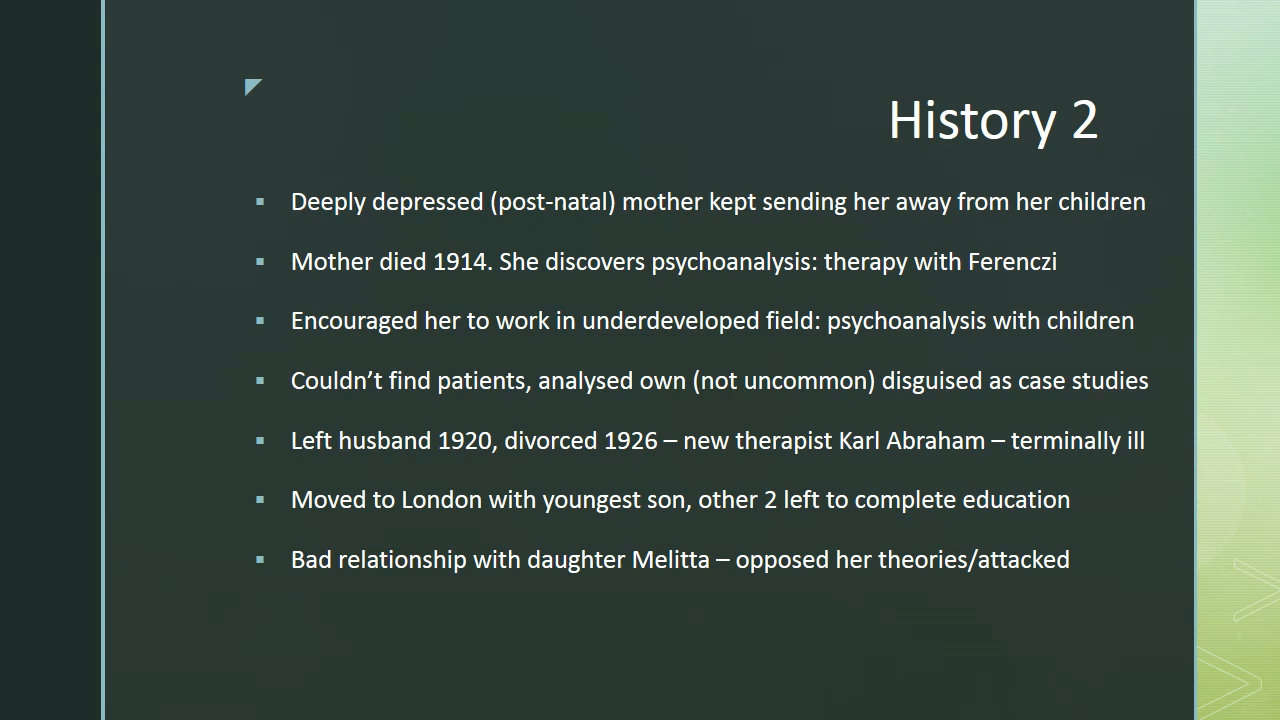 History 2
▪ Deeply depressed (post-natal) mother kept sending her away from her children
▪ Mother died 1914. She discovers psychoanalysis: therapy with Ferenczi
▪ Encouraged her to work in underdeveloped field: psychoanalysis with children
▪ Couldn’t find patients, analysed own (not uncommon) disguised as case studies
▪ Left husband 1920, divorced 1926 – new therapist Karl Abraham – terminally ill
▪ Moved to London with youngest son, other 2 left to complete education
▪ Bad relationship with daughter Melitta – opposed her theories/attacked